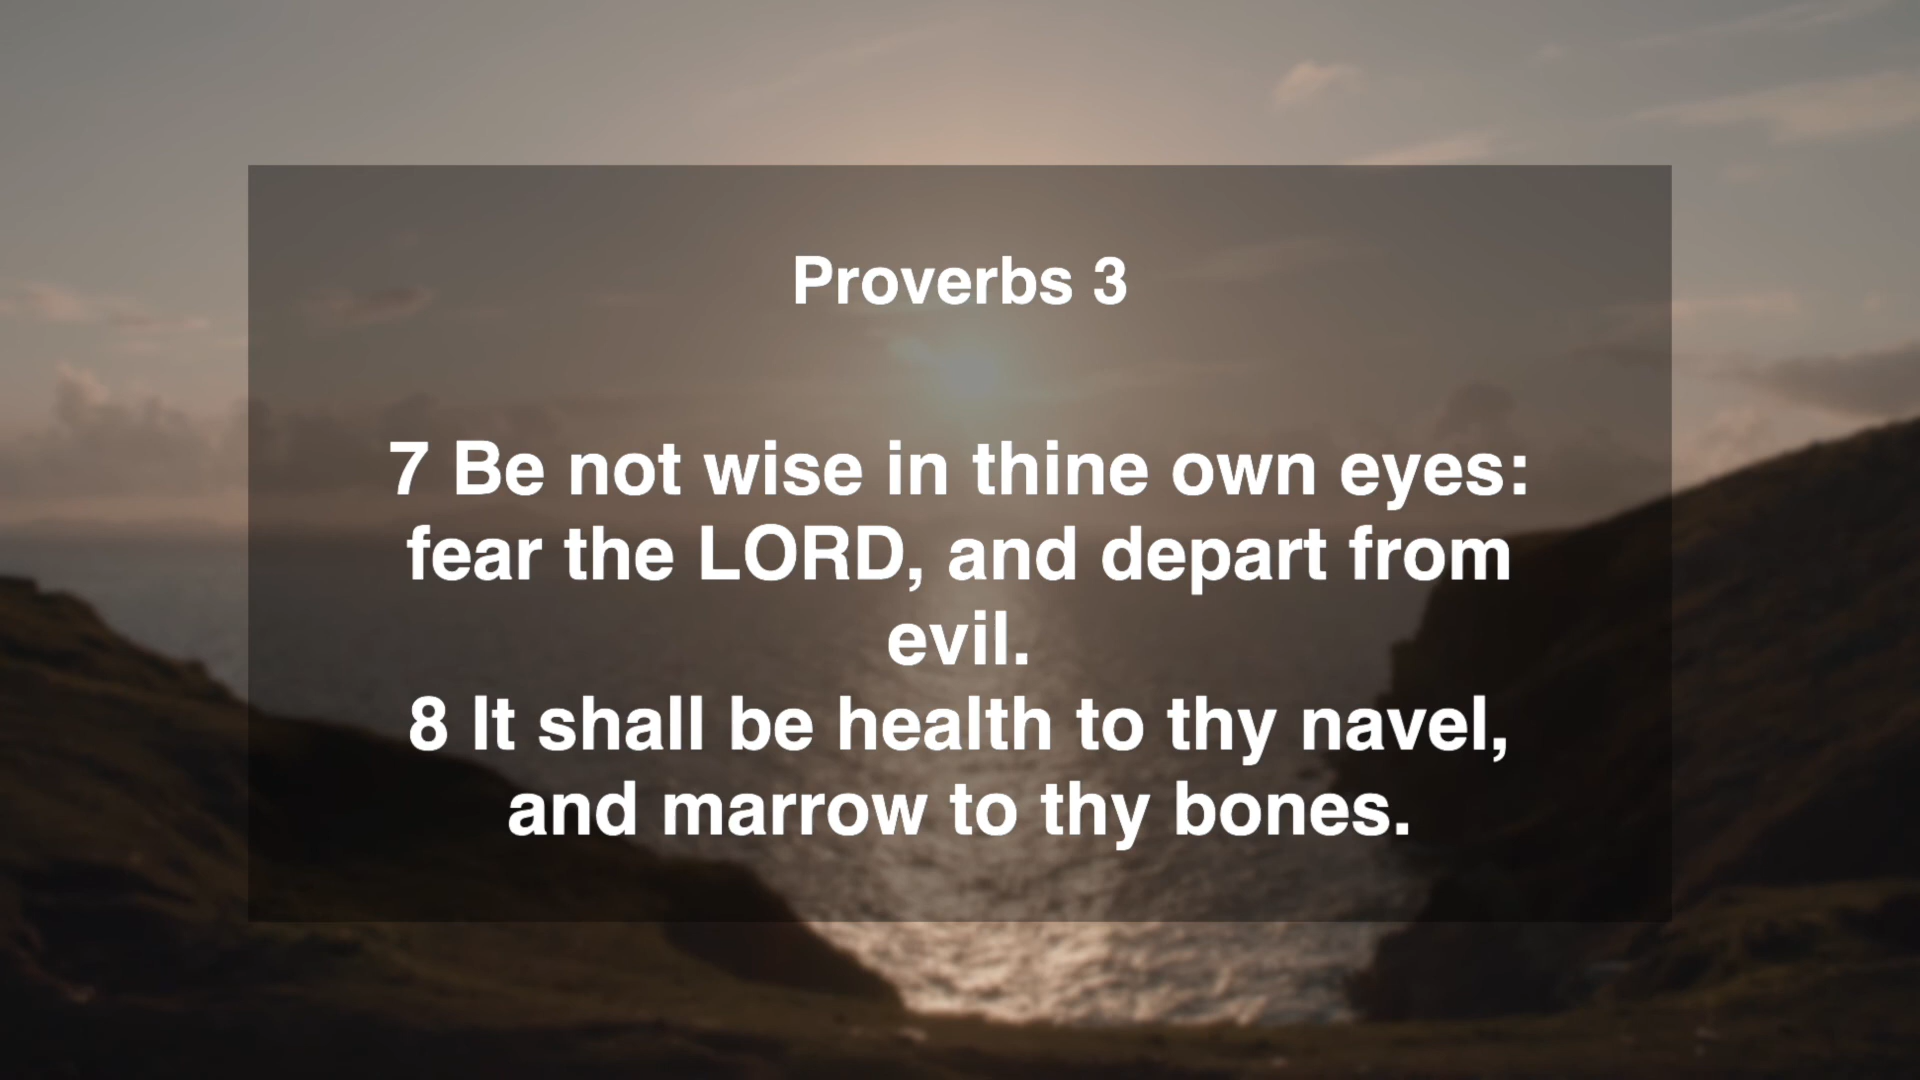 Proverbs 3
7 Be not wise in thine own eyes:
fear the LORD, and depart from
evil.
8 It shall be health to thy navel,
and marrow to thy bones.